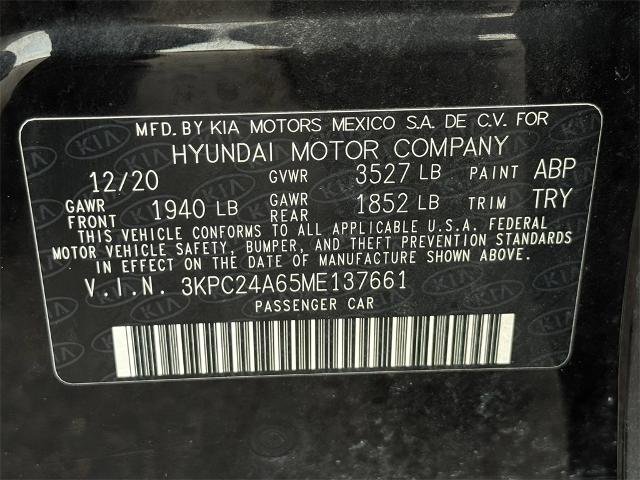 MFD. BY KIA MOTORS MEXICO S.A. DE C.V. FOR
HYUNDAI MOTOR COMPANY
12/20 GVWR 3527 LB PAINT ABP
GAWR FRONT 1940 LB GAWR REAR 1852 LB TRIM TRY
THIS VEHICLE CONFORMS TO ALL APPLICABLE U.S.A. FEDERAL
MOTOR VEHICLE SAFETY, BUMPER, AND THEFT PREVENTION STANDARDS
IN EFFECT ON THE DATE OF MANUFACTURE SHOWN ABOVE.
V.I.N. 3KPC24A65ME137661
PASSENGER CAR